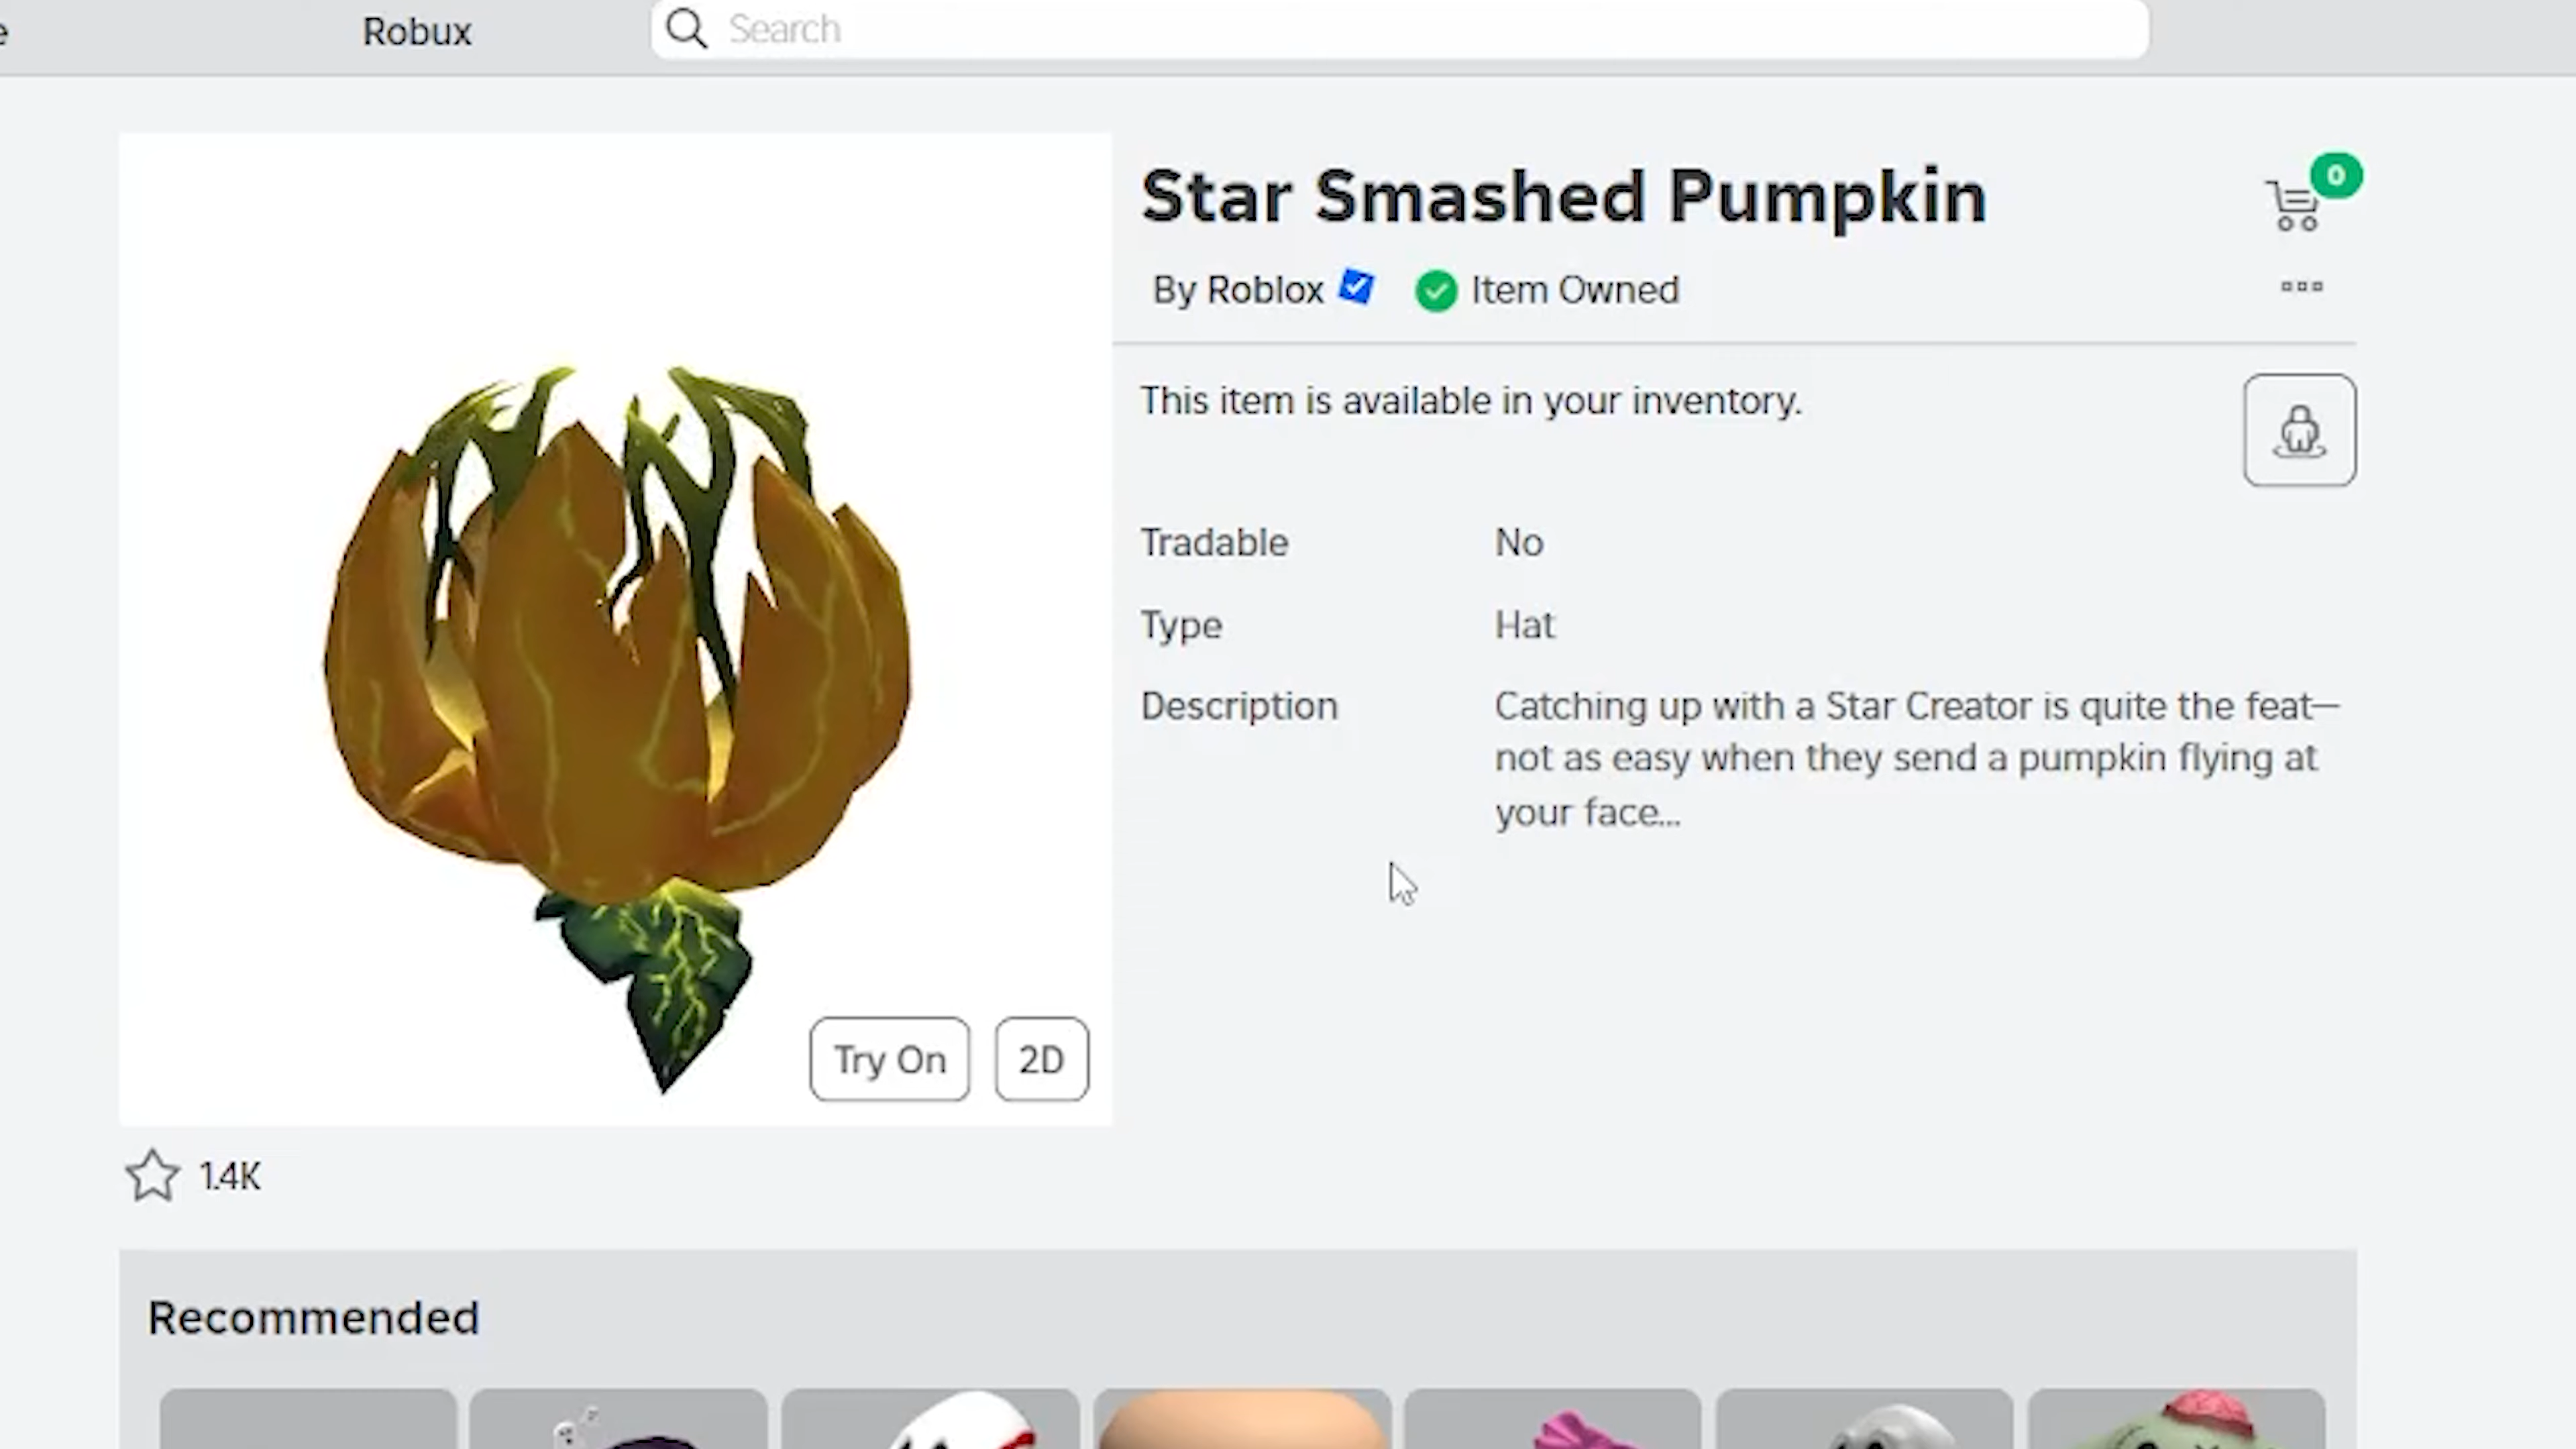 Robux
Search
Star Smashed Pumpkin
0
By Roblox
Item Owned
This item is available in your inventory.
Tradable
No
Type
Hat
Description
Catching up with a Star Creator is quite the feat—
not as easy when they send a pumpkin flying at
your face...
Try On
2D
1.4K
Recommended